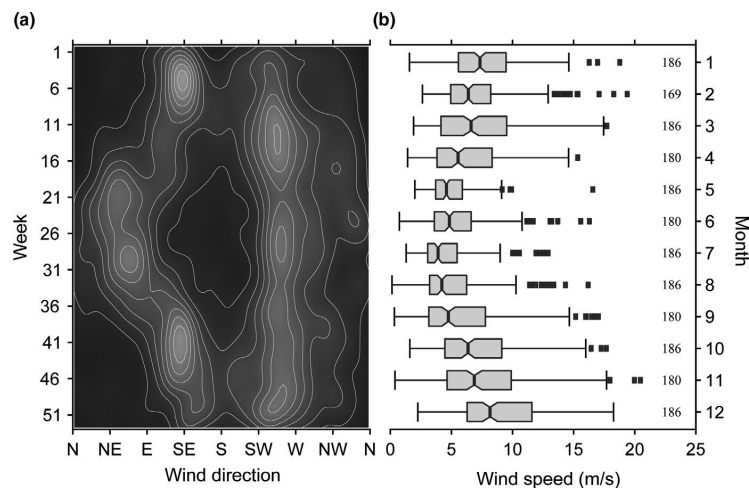 (a)
1
6
11
16
21
26
31
36
41
46
51
Week
N NE E SE S SW W NW N
Wind direction
(b)
186 1
169 2
186 3
180 4
186 5
180 6
186 7
186 8
180 9
186 10
180 11
186 12
Month
0 5 10 15 20 25
Wind speed (m/s)